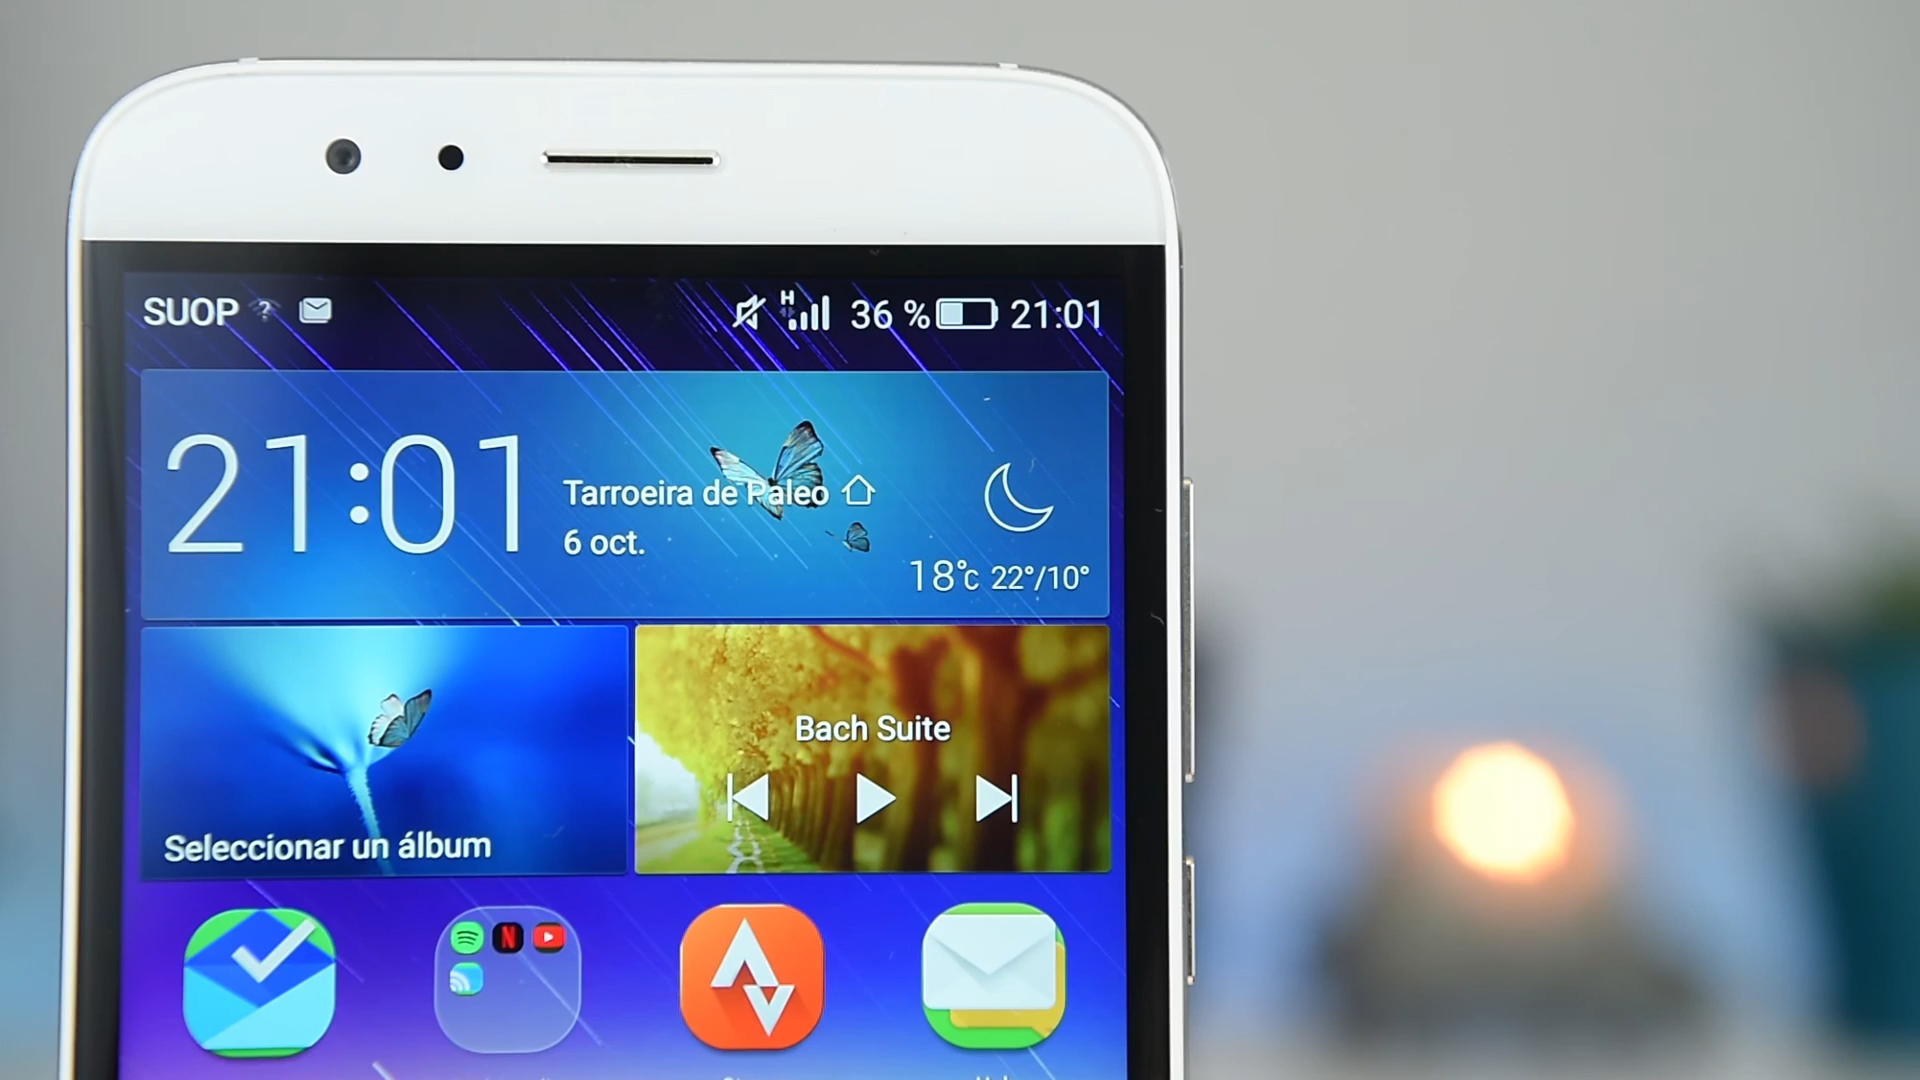 SUOP ? H 36 % 21:01
21:01
Tarroeira de Paleo
6 oct.
18°c 22°/10°
Bach Suite
Seleccionar un álbum
N